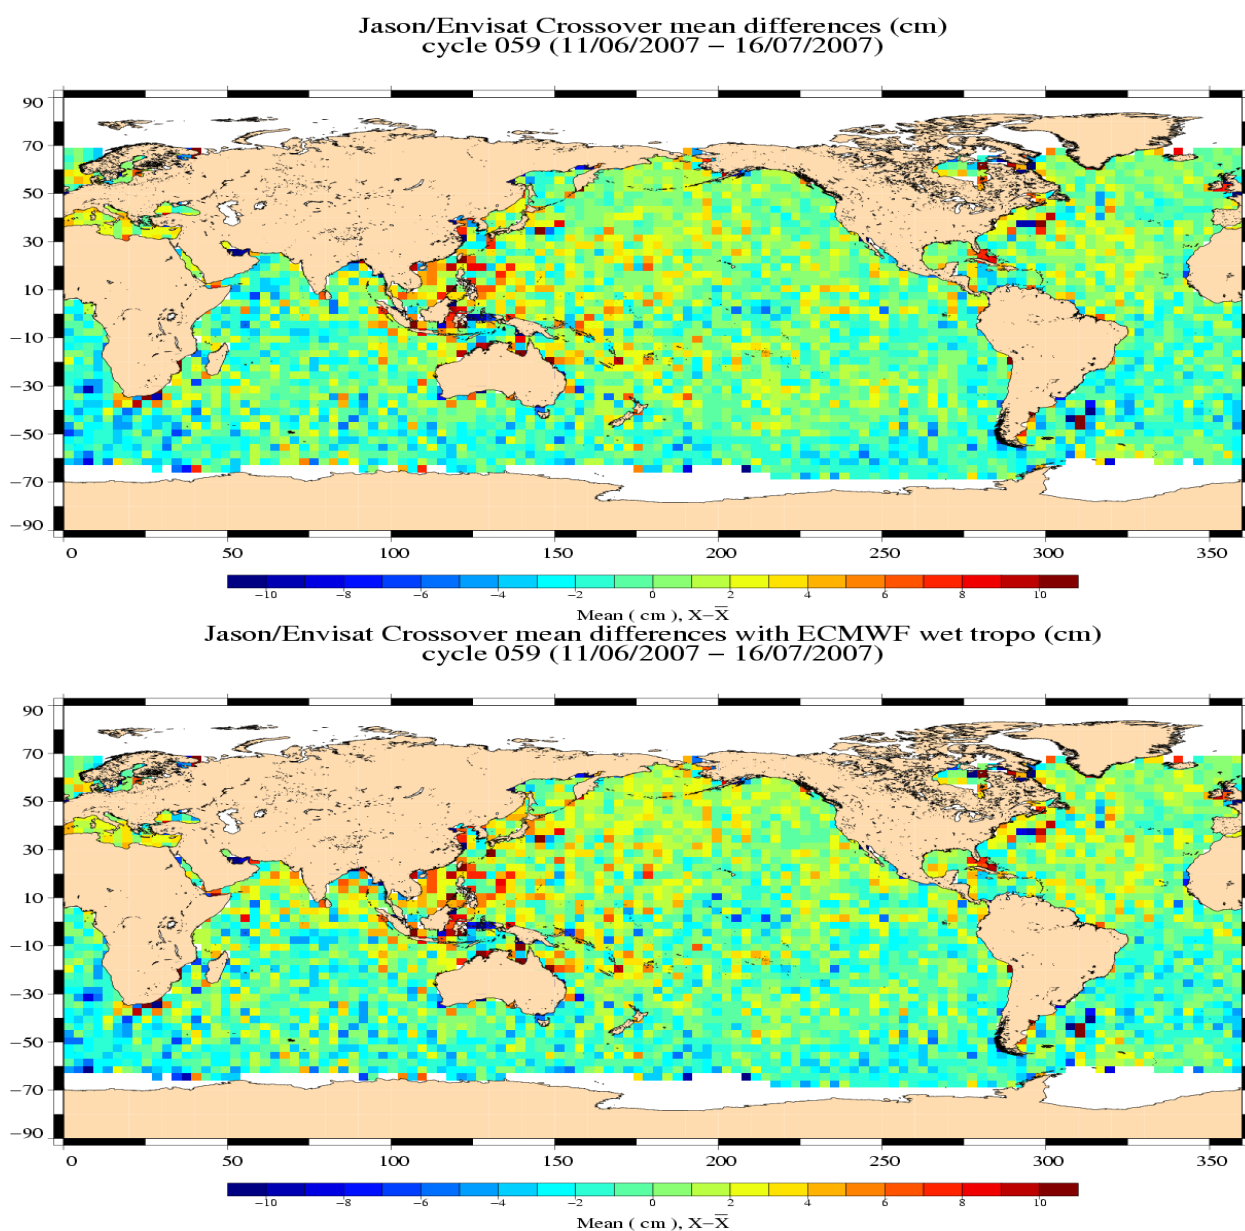 Jason/Envisat Crossover mean differences (cm)
cycle 059 (11/06/2007 − 16/07/2007)
90
70
50
30
10
−10
−30
−50
−70
−90
0 50 100 150 200 250 300 350
−10 −8 −6 −4 −2 0 2 4 6 8 10
Mean ( cm ), X−X̅
Jason/Envisat Crossover mean differences with ECMWF wet tropo (cm)
cycle 059 (11/06/2007 − 16/07/2007)
90
70
50
30
10
−10
−30
−50
−70
−90
0 50 100 150 200 250 300 350
−10 −8 −6 −4 −2 0 2 4 6 8 10
Mean ( cm ), X−X̅